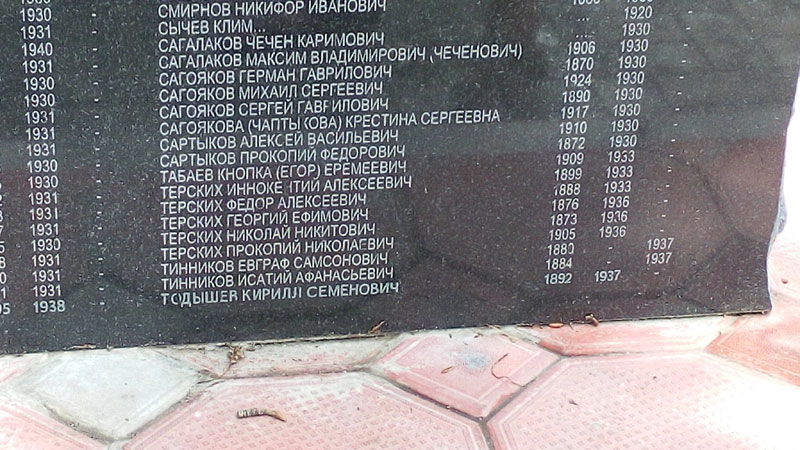 1930 - СМИРНОВ НИКИФОР ИВАНОВИЧ
1931 - СЫЧЕВ КЛИМ... ... - 1920
1940 - САГАЛАКОВ ЧЕЧЕН КАРИМОВИЧ ... - 1930
1931 - САГАЛАКОВ МАКСИМ ВЛАДИМИРОВИЧ (ЧЕЧЕНОВИЧ) 1906 - 1930
1930 - САГОЯКОВ ГЕРМАН ГАВРИЛОВИЧ 1870 - 1930
1930 - САГОЯКОВ МИХАИЛ СЕРГЕЕВИЧ 1924 - 1930
1931 - САГОЯКОВ СЕРГЕЙ ГАВРИЛОВИЧ 1890 - 1930
1931 - САГОЯКОВА (ЧАПТЫКОВА) КРЕСТИНА СЕРГЕЕВНА 1917 - 1930
1931 - САРТЫКОВ АЛЕКСЕЙ ВАСИЛЬЕВИЧ 1910 - 1930
1930 - САРТЫКОВ ПРОКОПИЙ ФЕДОРОВИЧ 1872 - 1930
1930 - ТАБАЕВ КНОПКА (ЕГОР) ЕРЕМЕЕВИЧ 1909 - 1933
1931 - ТЕРСКИХ ИННОКЕНТИЙ АЛЕКСЕЕВИЧ 1899 - 1933
1931 - ТЕРСКИХ ФЕДОР АЛЕКСЕЕВИЧ 1888 - 1933
1931 - ТЕРСКИХ ГЕОРГИЙ ЕФИМОВИЧ 1876 - 1936
1930 - ТЕРСКИХ НИКОЛАЙ НИКИТОВИЧ 1873 - 1936
1931 - ТЕРСКИХ ПРОКОПИЙ НИКОЛАЕВИЧ 1905 - 1936
1931 - ТИННИКОВ ЕВГРАФ САМСОНОВИЧ 1880 - 1937
1931 - ТИННИКОВ ИСАТИЙ АФАНАСЬЕВИЧ 1884 - 1937
1938 - ТОДЫШЕВ КИРИЛЛ СЕМЕНОВИЧ 1892 - 1937